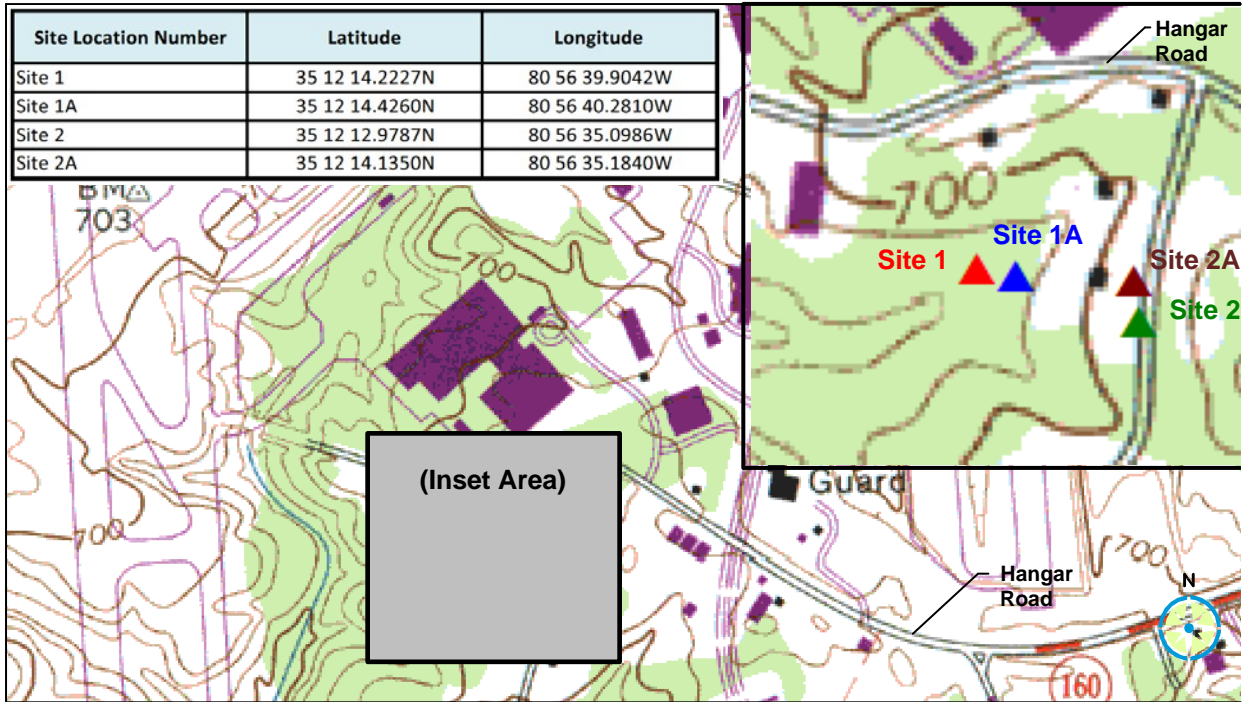 Site Location Number Latitude Longitude
Site 1 35 12 14.2227N 80 56 39.9042W
Site 1A 35 12 14.4260N 80 56 40.2810W
Site 2 35 12 12.9787N 80 56 35.0986W
Site 2A 35 12 14.1350N 80 56 35.1840W
Hangar
Road
700
Site 1A
Site 1
Site 2A
Site 2
BM
703
700
(Inset Area)
Guard
700
700
Hangar
Road
N
160